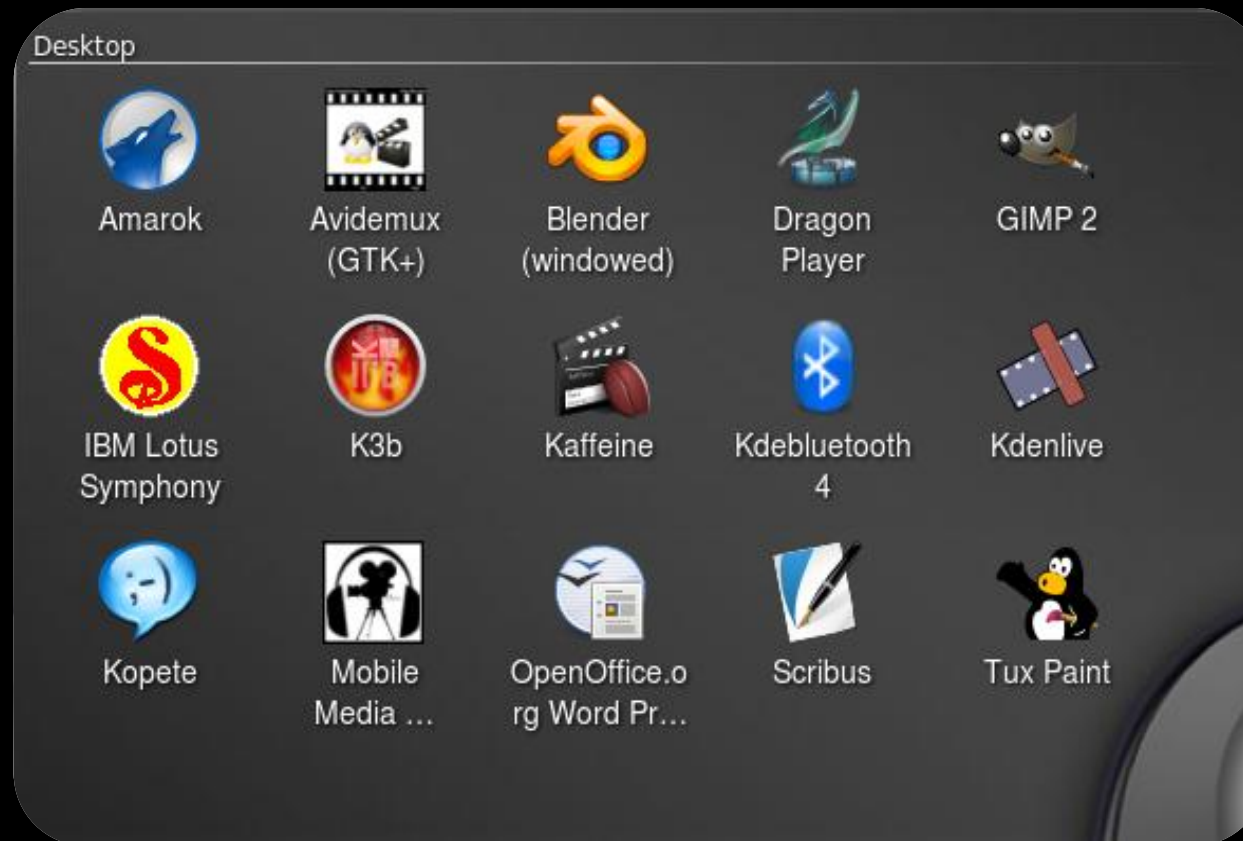 Desktop
Amarok
Avidemux
(GTK+)
Blender
(windowed)
Dragon
Player
GIMP 2
IBM Lotus
Symphony
K3b
Kaffeine
Kdebluetooth
4
Kdenlive
Kopete
Mobile
Media ...
OpenOffice.o
rg Word Pr...
Scribus
Tux Paint